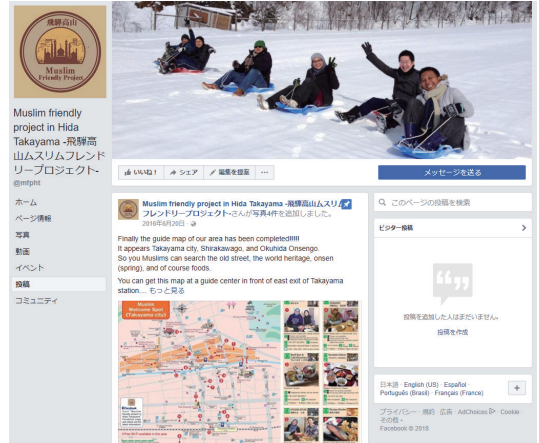 飛騨高山
Muslim
Friendly Project
Muslim friendly
project in Hida
Takayama -飛騨高
山ムスリムフレンド
リープロジェクト-
@mfpht
ホーム
ページ情報
写真
動画
イベント
投稿
コミュニティ
いいね！ シェア 編集を提案 ···
メッセージを送る
Muslim friendly project in Hida Takayama -飛騨高山ムスリム
フレンドリープロジェクト-さんが写真4件を追加しました。
2016年6月20日 ·
Finally the guide map of our area has been completed!!!!!
It appears Takayama city, Shirakawago, and Okuhida Onsengo.
So you Muslims can search the old street, the world heritage, onsen
(spring), and of course foods.
You can get this map at a guide center in front of east exit of Takayama
station… もっと見る
Muslim
Welcome Spot
(Takayama city)
このページの投稿を検索
ビジター投稿
投稿を追加した人はまだいません。
投稿を作成
日本語 · English (US) · Español ·
Português (Brasil) · Français (France)
プライバシー · 規約 · 広告 · AdChoices · Cookie ·
その他 ·
Facebook © 2018